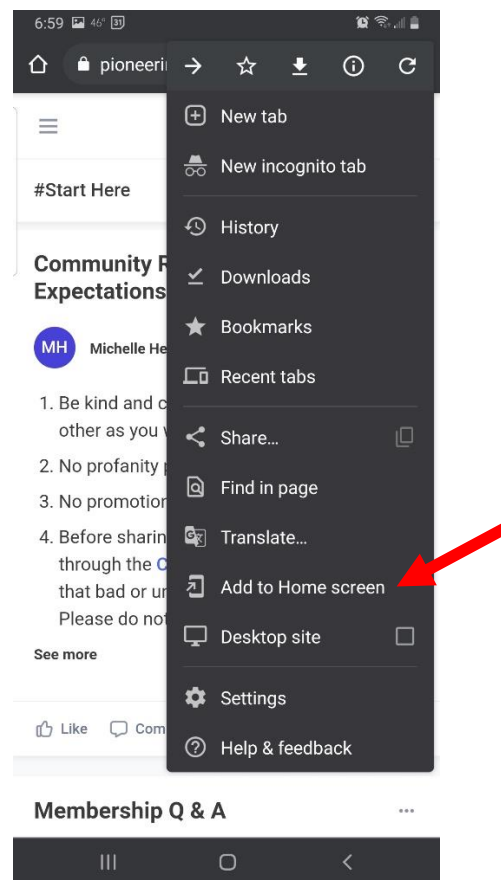 6:59 46° 31
pioneeri
New tab
New incognito tab
#Start Here
History
Community R
Downloads
Expectations
Bookmarks
MH Michelle He
Recent tabs
1. Be kind and c
other as you
Share...
2. No profanity
Find in page
3. No promotion
Translate...
4. Before sharin
through the C
Add to Home screen
that bad or ur
Please do not
Desktop site
See more
Settings
Like Com
Help & feedback
Membership Q & A